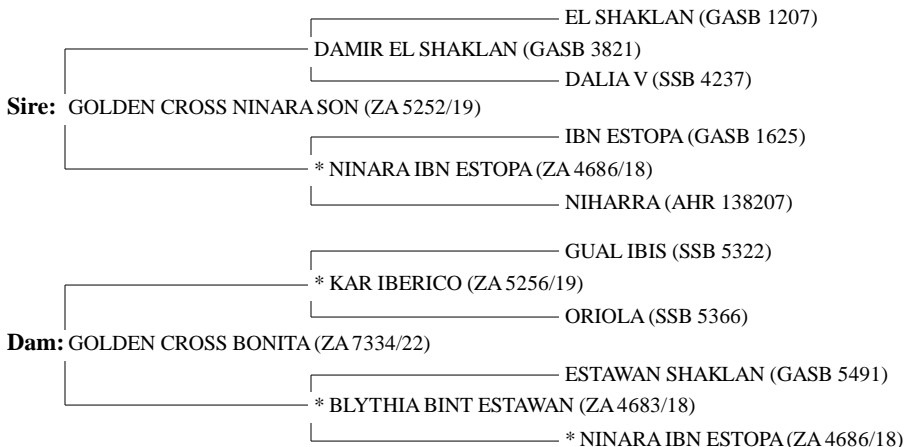 EL SHAKLAN (GASB 1207)
DAMIR EL SHAKLAN (GASB 3821)
DALIA V (SSB 4237)
Sire: GOLDEN CROSS NINARA SON (ZA 5252/19)
IBN ESTOPA (GASB 1625)
* NINARA IBN ESTOPA (ZA 4686/18)
NIHARRA (AHR 138207)
GUAL IBIS (SSB 5322)
* KAR IBERICO (ZA 5256/19)
ORIOLA (SSB 5366)
Dam: GOLDEN CROSS BONITA (ZA 7334/22)
ESTAWAN SHAKLAN (GASB 5491)
* BLYTHIA BINT ESTAWAN (ZA 4683/18)
* NINARA IBN ESTOPA (ZA 4686/18)